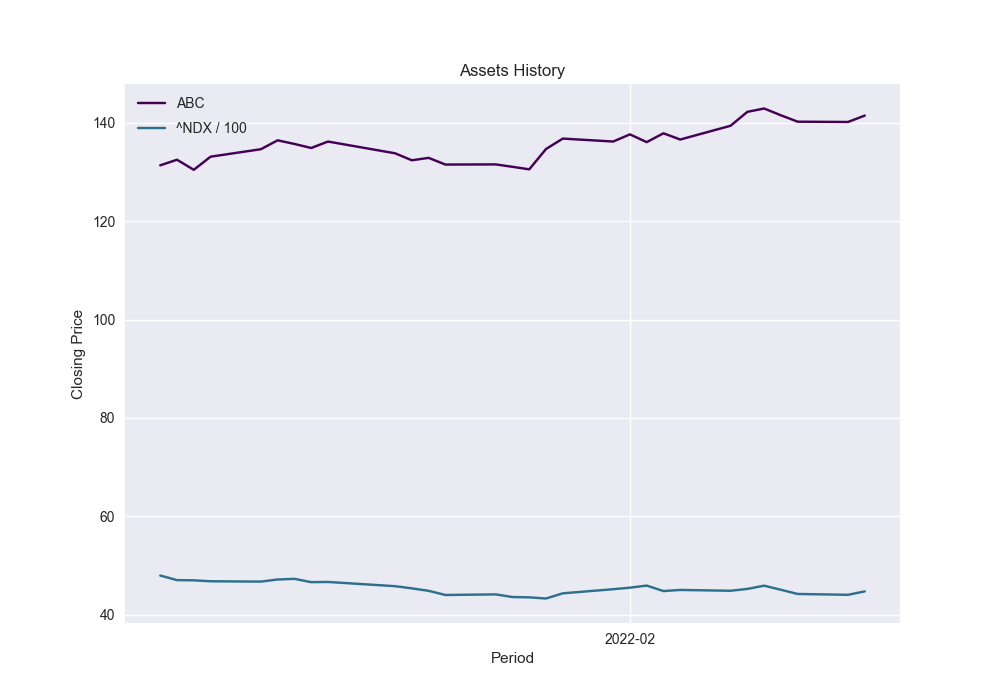 Assets History
ABC
^NDX / 100
140
120
100
80
60
40
Closing Price
2022-02
Period